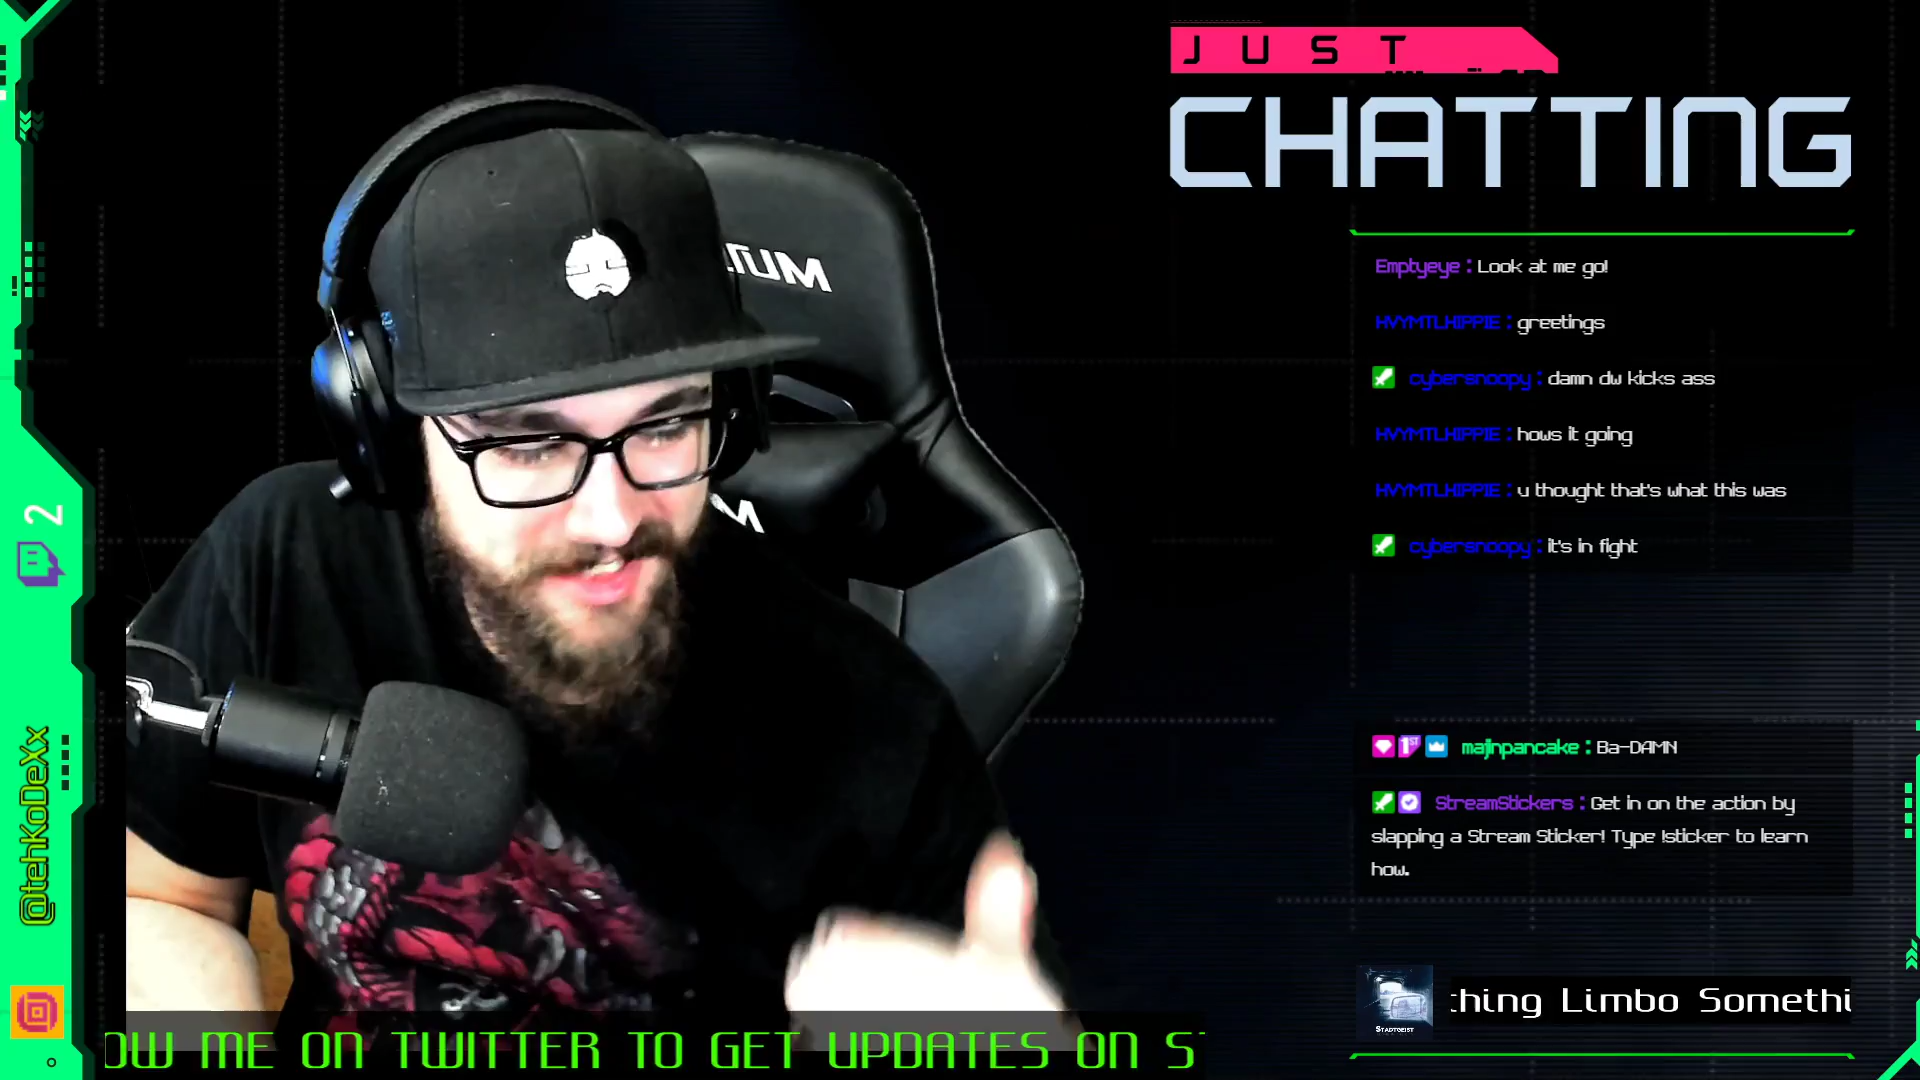 JUST
CHATTING
Emptyeye : Look at me go!
HVYMTLHIPPIE : greetings
cybersnoopy : damn dw kicks ass
HVYMTLHIPPIE : hows it going
HVYMTLHIPPIE : u thought that's what this was
cybersnoopy : it's in fight
1ST majinpancake : Ba-DAMN
StreamStickers : Get in on the action by
slapping a Stream Sticker! Type !sticker to learn
how.
STADTGEIST
thing Limbo Somethi
2
@tehKoDeXx
OW ME ON TWITTER TO GET UPDATES ON S